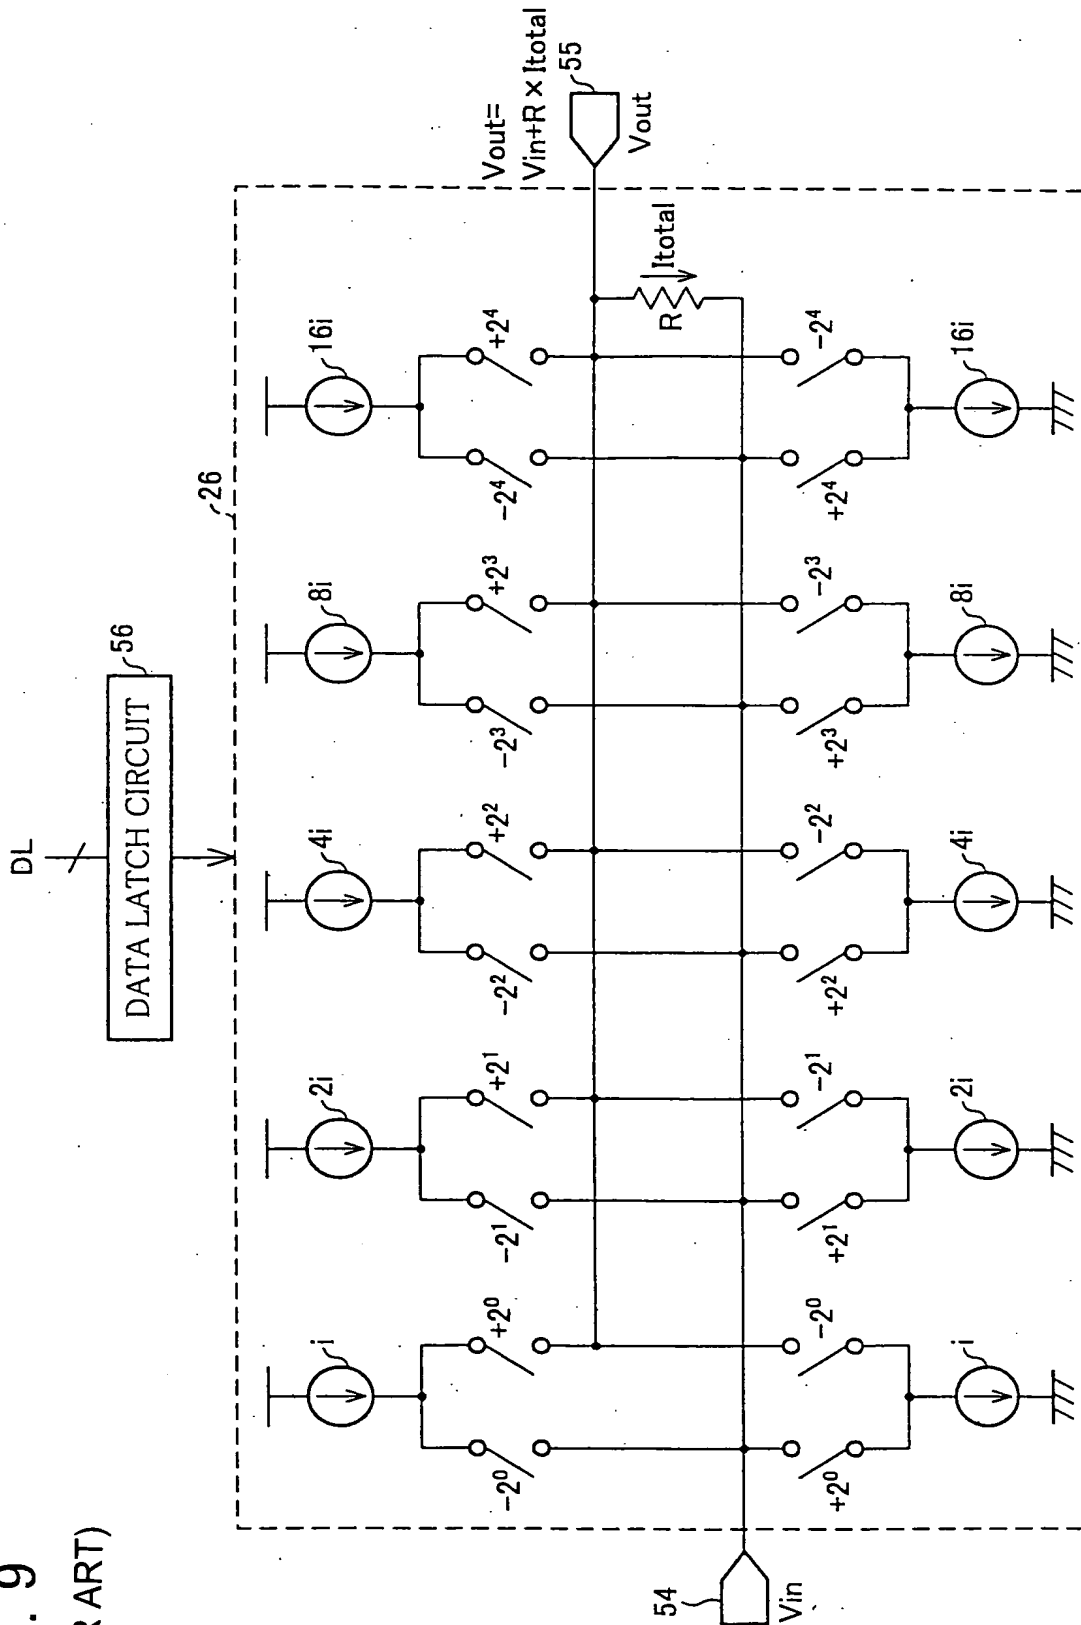 . 9
R ART)
DL
DATA LATCH CIRCUIT
56
26
i
2i
4i
8i
16i
−2⁰
+2⁰
−2¹
+2¹
−2²
+2²
−2³
+2³
−2⁴
+2⁴
Vout=
Vin+R × Itotal
55
Vout
R
Itotal
54
Vin
+2⁰
−2⁰
+2¹
−2¹
+2²
−2²
+2³
−2³
+2⁴
−2⁴
i
2i
4i
8i
16i